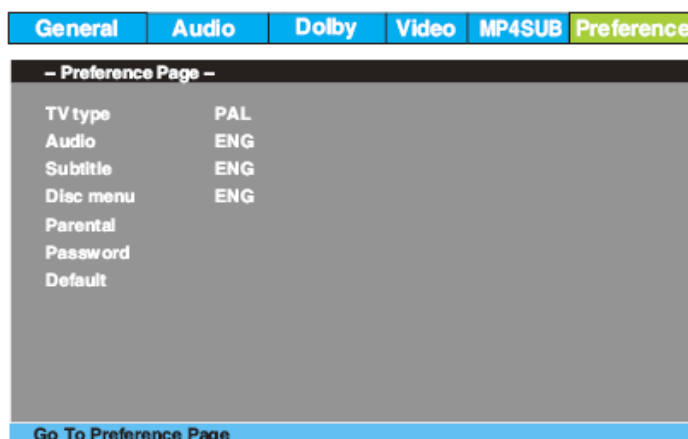 General Audio Dolby Video MP4SUB Preference
– Preference Page –
TV type PAL
Audio ENG
Subtitle ENG
Disc menu ENG
Parental
Password
Default
Go To Preference Page